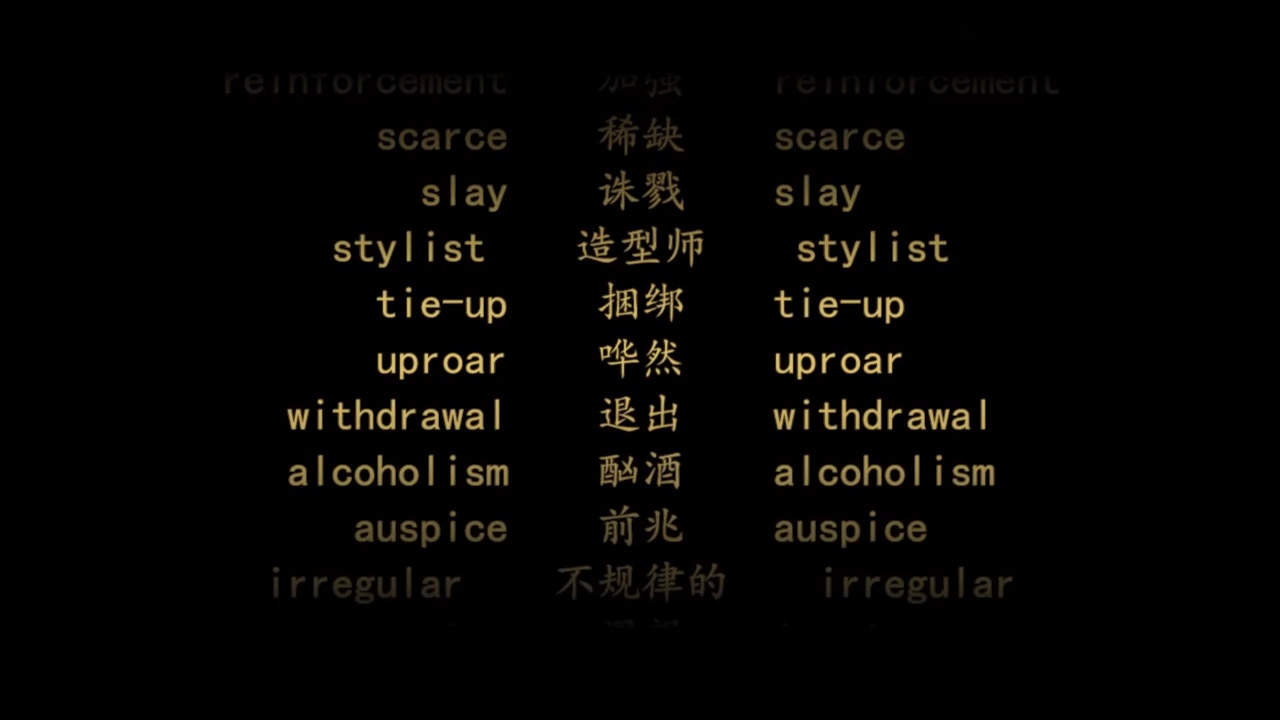 reinforcement 加强 reinforcement
scarce 稀缺 scarce
slay 诛戮 slay
stylist 造型师 stylist
tie-up 捆绑 tie-up
uproar 哗然 uproar
withdrawal 退出 withdrawal
alcoholism 酗酒 alcoholism
auspice 前兆 auspice
irregular 不规律的 irregular